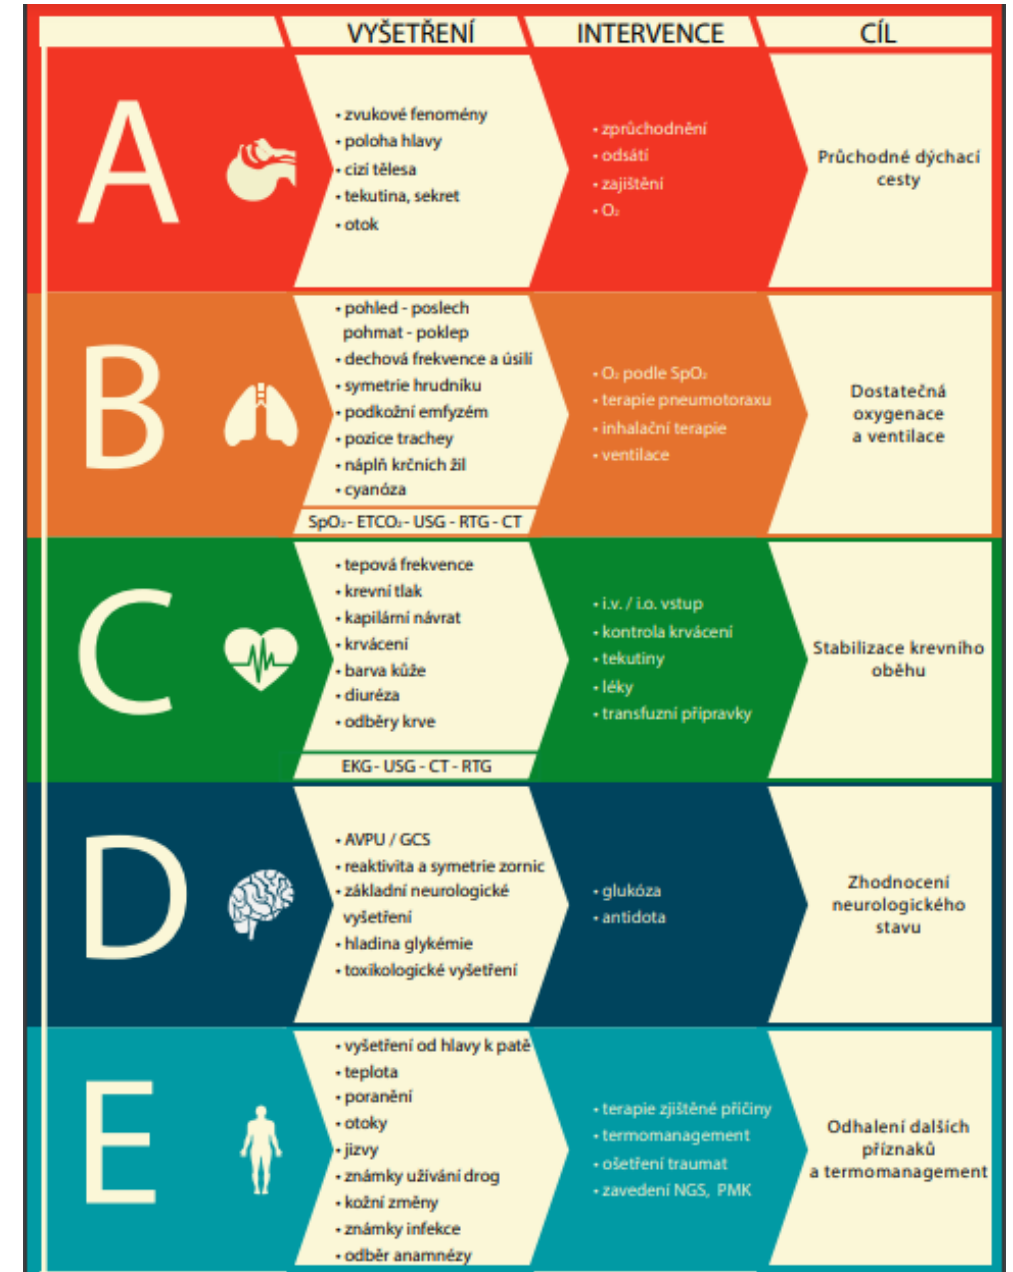 VYŠETŘENÍ INTERVENCE CÍL
A
• zvukové fenomény
• poloha hlavy
• cizí tělesa
• tekutina, sekret
• otok
• zprůchodnění
• odsátí
• zajištění
• O₂
Průchodné dýchací
cesty
B
• pohled - poslech
pohmat - poklep
• dechová frekvence a úsilí
• symetrie hrudníku
• podkožní emfyzém
• pozice trachey
• náplň krčních žil
• cyanóza
SpO₂ - ETCO₂ - USG - RTG - CT
• O₂ podle SpO₂
• terapie pneumotoraxu
• inhalační terapie
• ventilace
Dostatečná
oxygenace
a ventilace
C
• tepová frekvence
• krevní tlak
• kapilární návrat
• krvácení
• barva kůže
• diuréza
• odběry krve
EKG - USG - CT - RTG
• i.v. / i.o. vstup
• kontrola krvácení
• tekutiny
• léky
• transfuzní přípravky
Stabilizace krevního
oběhu
D
• AVPU / GCS
• reaktivita a symetrie zornic
• základní neurologické
vyšetření
• hladina glykémie
• toxikologické vyšetření
• glukóza
• antidota
Zhodnocení
neurologického
stavu
E
• vyšetření od hlavy k patě
• teplota
• poranění
• otoky
• jizvy
• známky užívání drog
• kožní změny
• známky infekce
• odběr anamnézy
• terapie zjištěné příčiny
• termomanagement
• ošetření traumat
• zavedení NGS, PMK
Odhalení dalších
příznaků
a termomanagement